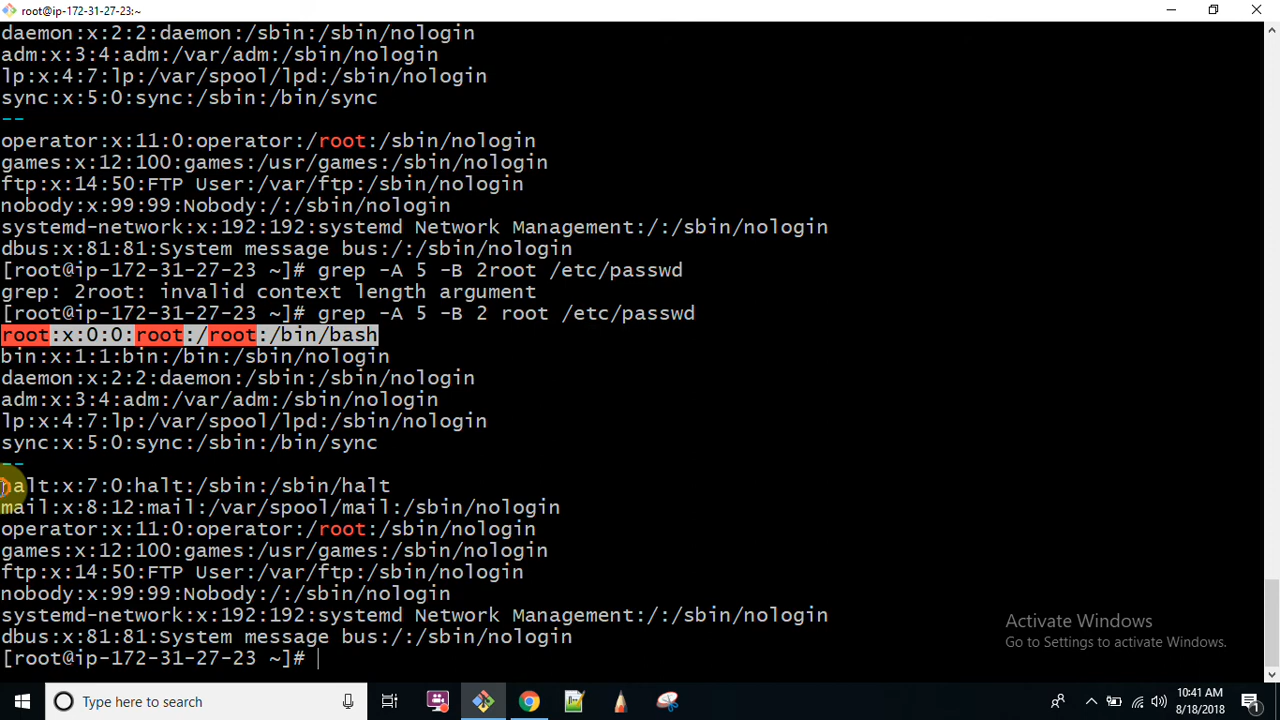 root@ip-172-31-27-23:~
daemon:x:2:2:daemon:/sbin:/sbin/nologin
adm:x:3:4:adm:/var/adm:/sbin/nologin
lp:x:4:7:lp:/var/spool/lpd:/sbin/nologin
sync:x:5:0:sync:/sbin:/bin/sync
--
operator:x:11:0:operator:/root:/sbin/nologin
games:x:12:100:games:/usr/games:/sbin/nologin
ftp:x:14:50:FTP User:/var/ftp:/sbin/nologin
nobody:x:99:99:Nobody:/:/sbin/nologin
systemd-network:x:192:192:systemd Network Management:/:/sbin/nologin
dbus:x:81:81:System message bus:/:/sbin/nologin
[root@ip-172-31-27-23 ~]# grep -A 5 -B 2root /etc/passwd
grep: 2root: invalid context length argument
[root@ip-172-31-27-23 ~]# grep -A 5 -B 2 root /etc/passwd
root:x:0:0:root:/root:/bin/bash
bin:x:1:1:bin:/bin:/sbin/nologin
daemon:x:2:2:daemon:/sbin:/sbin/nologin
adm:x:3:4:adm:/var/adm:/sbin/nologin
lp:x:4:7:lp:/var/spool/lpd:/sbin/nologin
sync:x:5:0:sync:/sbin:/bin/sync
--
halt:x:7:0:halt:/sbin:/sbin/halt
mail:x:8:12:mail:/var/spool/mail:/sbin/nologin
operator:x:11:0:operator:/root:/sbin/nologin
games:x:12:100:games:/usr/games:/sbin/nologin
ftp:x:14:50:FTP User:/var/ftp:/sbin/nologin
nobody:x:99:99:Nobody:/:/sbin/nologin
systemd-network:x:192:192:systemd Network Management:/:/sbin/nologin
dbus:x:81:81:System message bus:/:/sbin/nologin
[root@ip-172-31-27-23 ~]#
Activate Windows
Go to Settings to activate Windows.
Type here to search
10:41 AM
8/18/2018
1